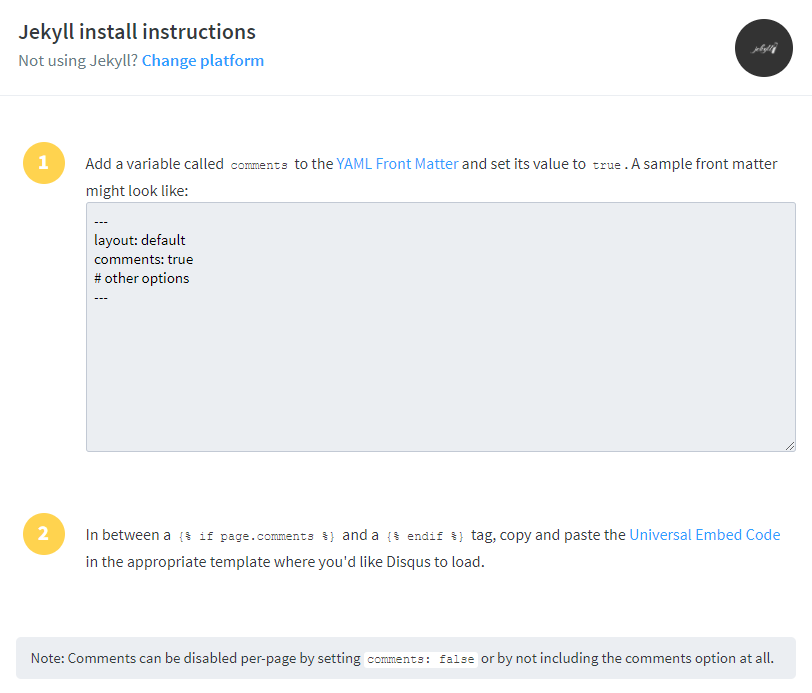 Jekyll install instructions
Not using Jekyll? Change platform
jekyll
1
Add a variable called comments to the YAML Front Matter and set its value to true . A sample front matter
might look like:
---
layout: default
comments: true
# other options
---
2
In between a {% if page.comments %} and a {% endif %} tag, copy and paste the Universal Embed Code
in the appropriate template where you'd like Disqus to load.
Note: Comments can be disabled per-page by setting comments: false or by not including the comments option at all.